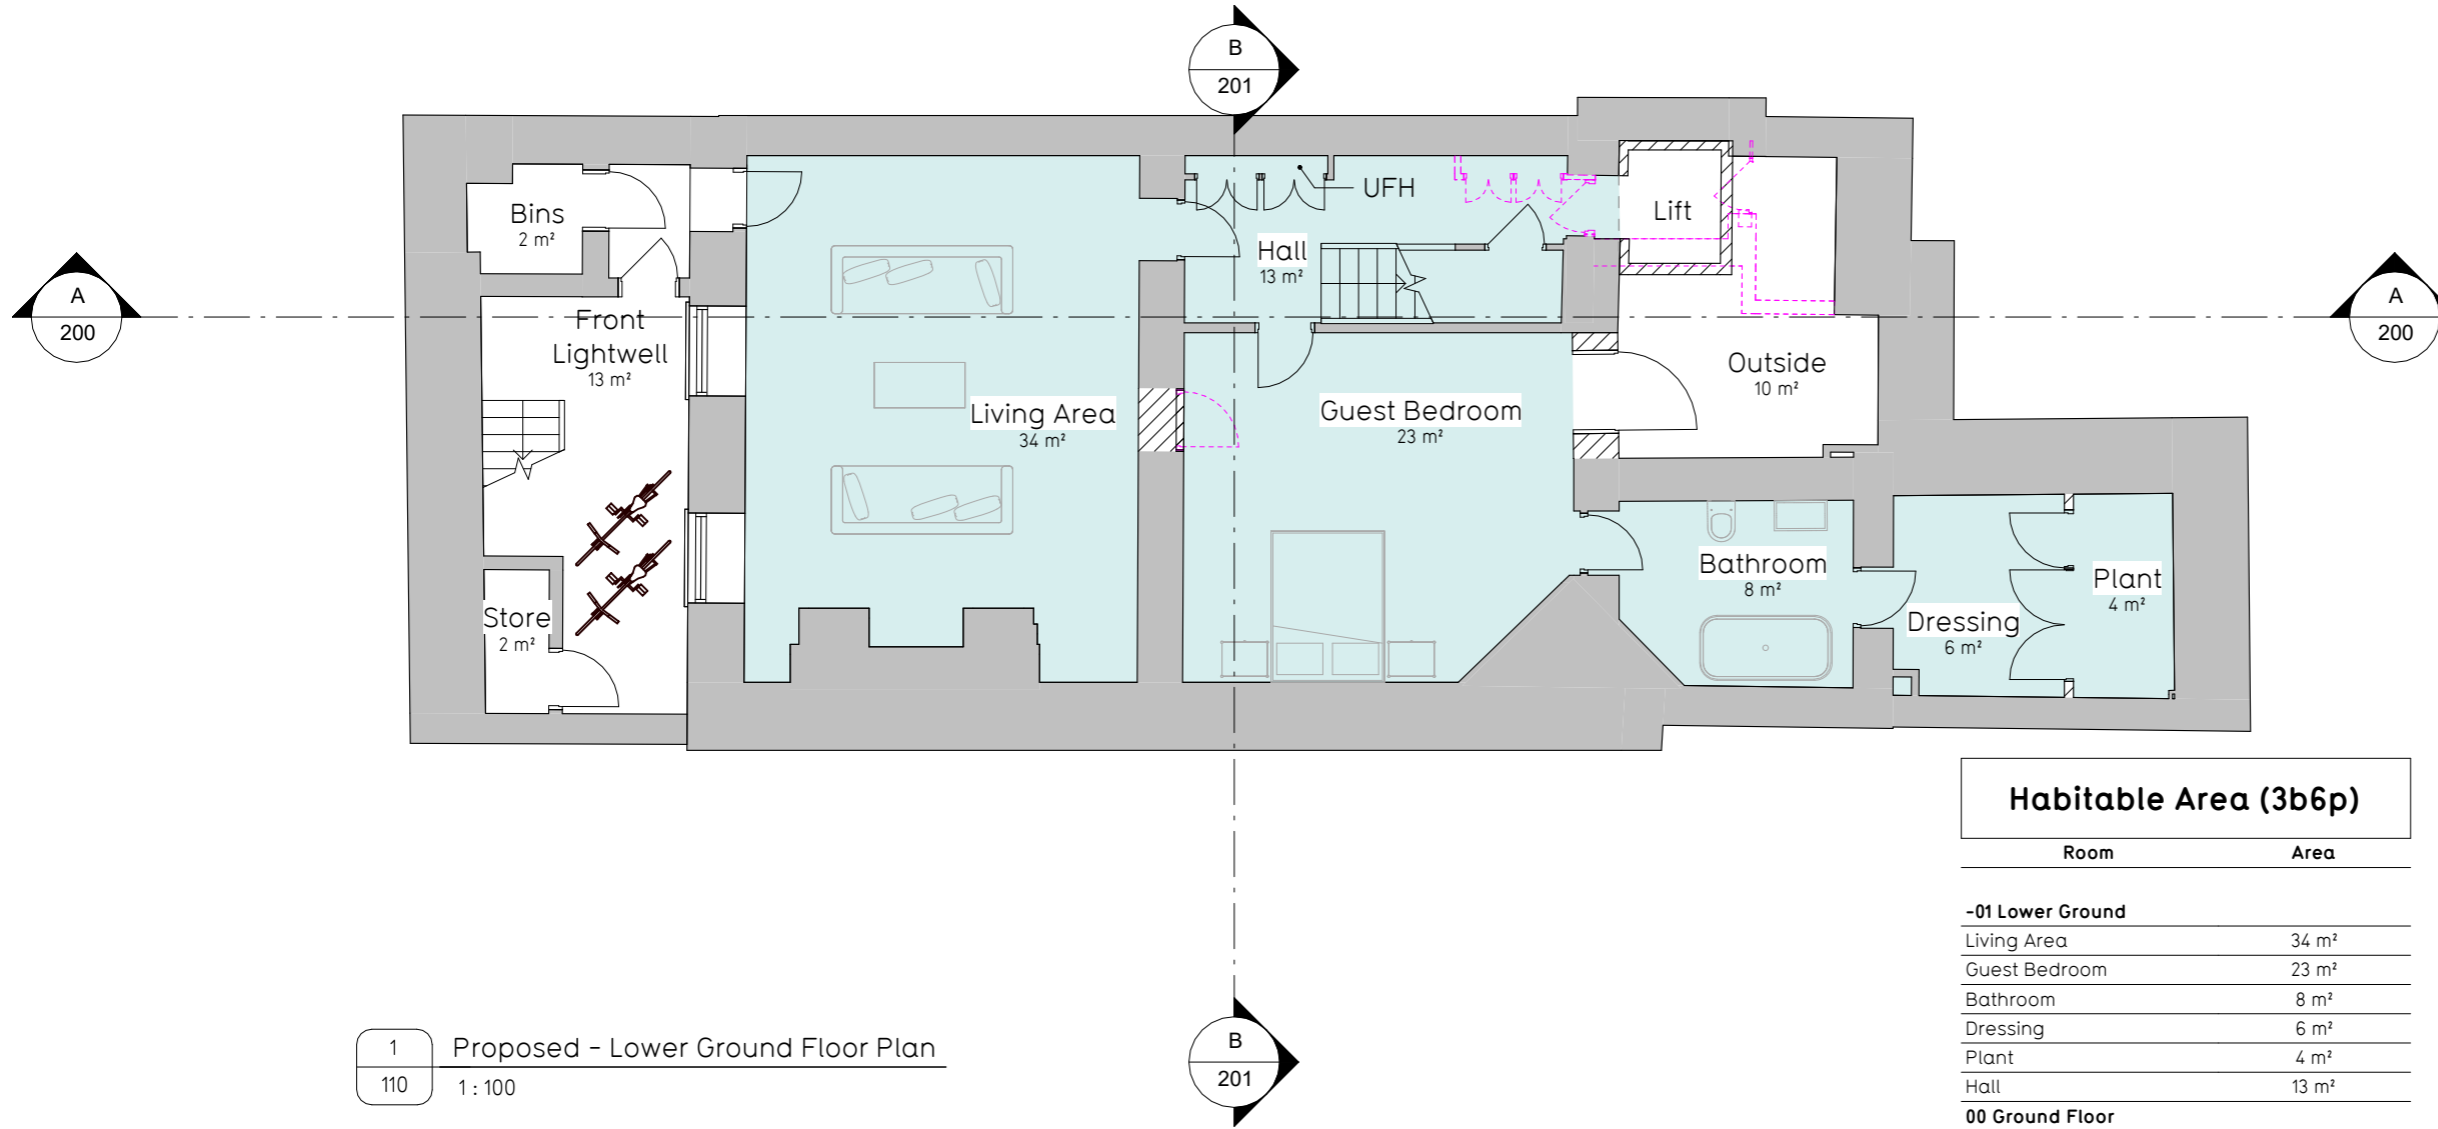 B
201
UFH
Lift
Bins
2 m²
Hall
13 m²
A
200
A
200
Front
Lightwell
13 m²
Outside
10 m²
Living Area
34 m²
Guest Bedroom
23 m²
Bathroom
8 m²
Plant
4 m²
Store
2 m²
Dressing
6 m²
Habitable Area (3b6p)
Room Area
-01 Lower Ground
Living Area 34 m²
Guest Bedroom 23 m²
Bathroom 8 m²
Dressing 6 m²
Plant 4 m²
Hall 13 m²
00 Ground Floor
1
110
Proposed - Lower Ground Floor Plan
1 : 100
B
201